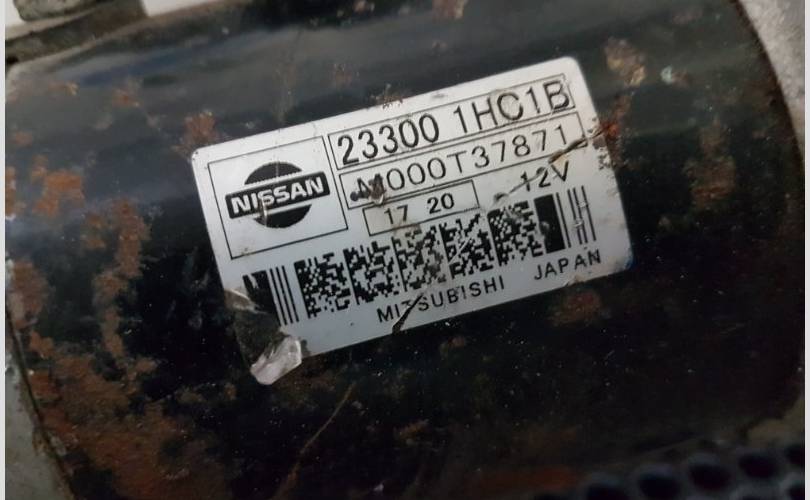 NISSAN
23300 1HC1B
M000T37871
17 20
12V
MITSUBISHI JAPAN